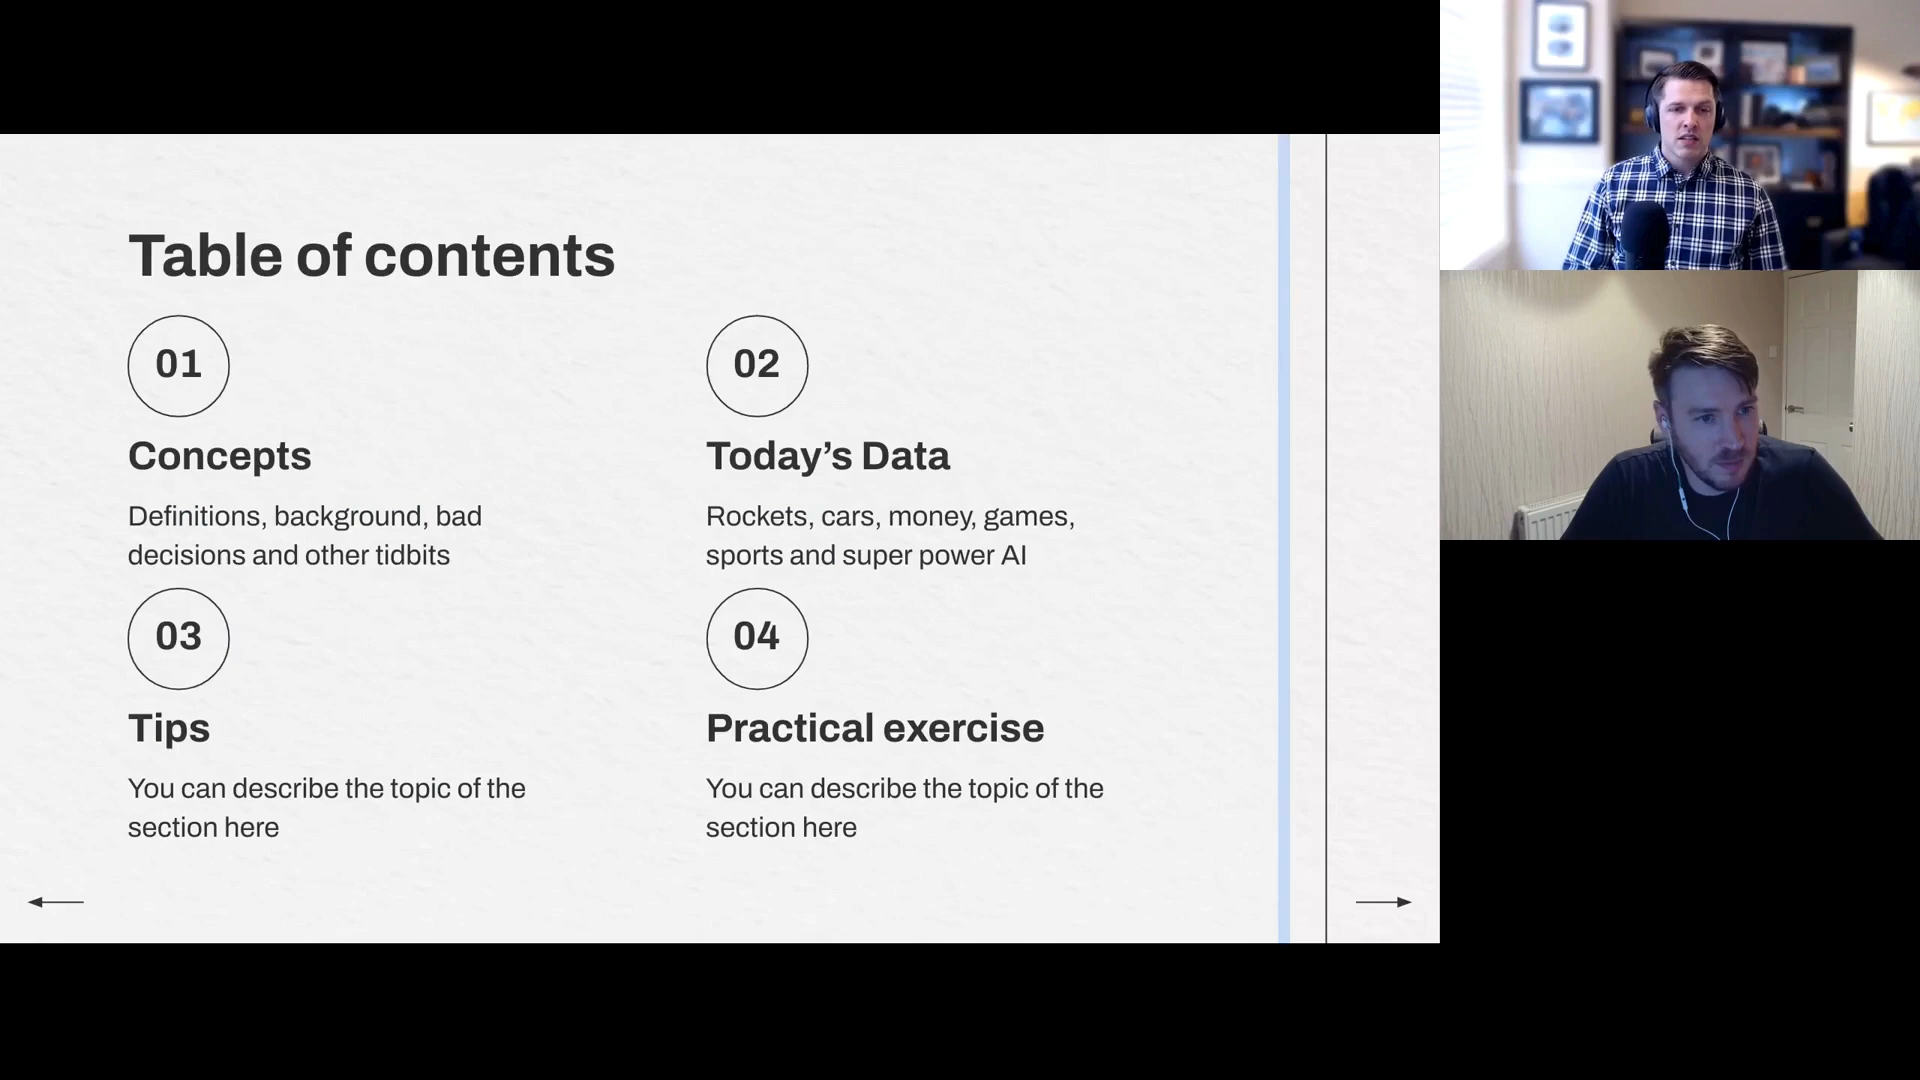 Table of contents
01
Concepts
Definitions, background, bad
decisions and other tidbits
02
Today’s Data
Rockets, cars, money, games,
sports and super power AI
03
Tips
You can describe the topic of the
section here
04
Practical exercise
You can describe the topic of the
section here